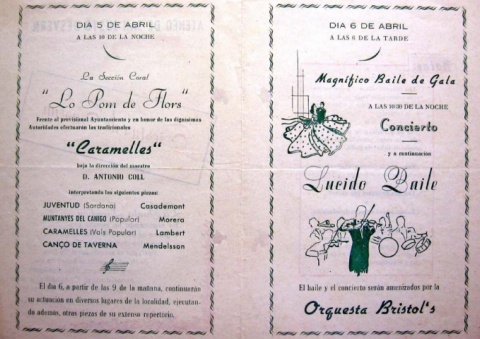 DIA 5 DE ABRIL
A LAS 10 DE LA NOCHE
La Sección Coral
"Lo Pom de Flors"
Frente al provisional Ayuntamiento y en honor de las dignísimas
Autoridades efectuarán las tradicionales
"Caramelles"
bajo la dirección del maestro
D. ANTONIO COLL
interpretando las siguientes piezas:
JUVENTUD (Sardana) Casademont
MUNTANYES DEL CANIGO (Popular) Morera
CARAMELLES (Vals Popular) Lambert
CANÇO DE TAVERNA Mendelsson
El día 6, a partir de las 9 de la mañana, continuarán
su actuación en diversos lugares de la localidad, ejecutan-
do además, otras piezas de su extenso repertorio.
DIA 6 DE ABRIL
A LAS 6 DE LA TARDE
Magnífico Baile de Gala
A LAS 10'30 DE LA NOCHE
Concierto
y a continuación
Lucido Baile
El baile y el concierto serán amenizados por la
Orquesta Bristol's